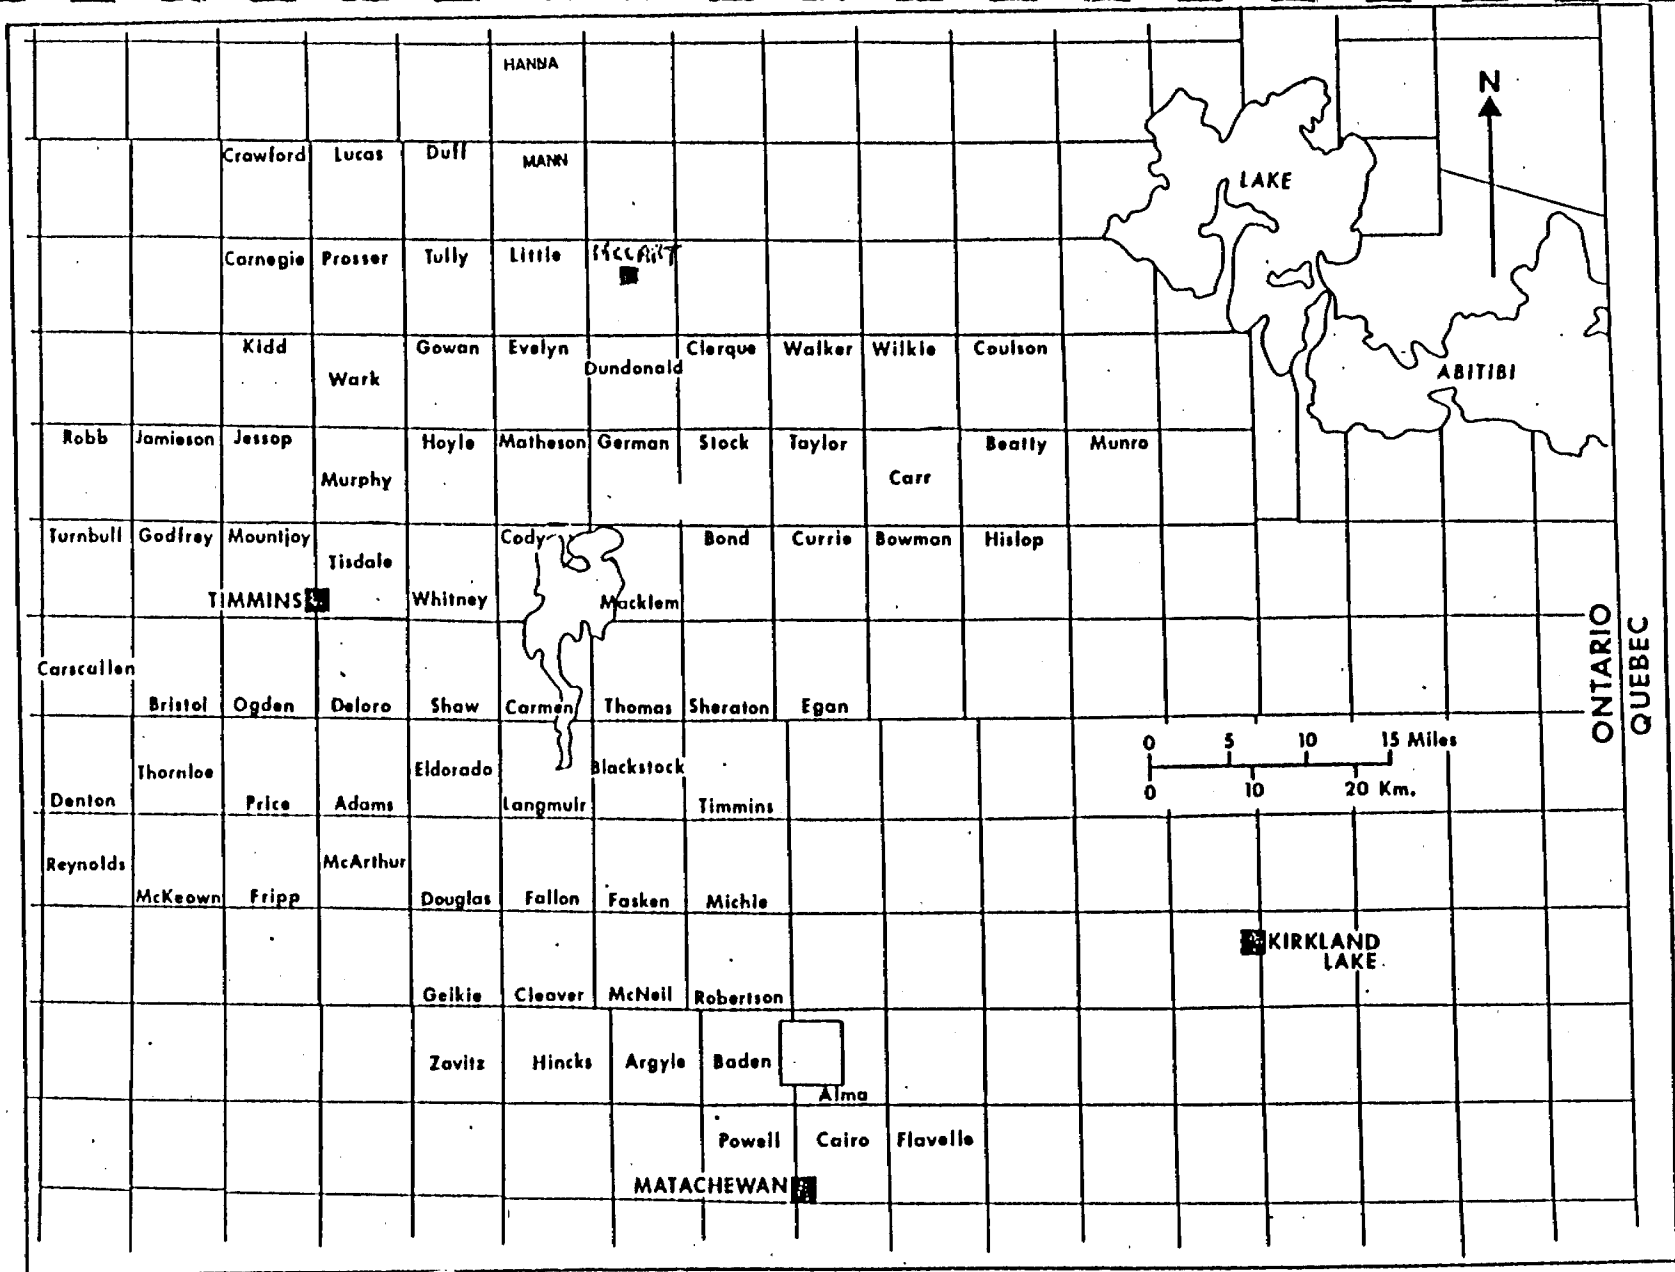 HANNA
N
Crawford Lucas Duff MANN
LAKE
Carnegie Prosser Tully Little
Kidd Gowan Evelyn Clerque Walker Wilkie Coulson
Dundonald
Wark
ABITIBI
Robb Jamieson Jessop Hoyle Matheson German Stock Taylor Beatty Munro
Murphy Carr
Turnbull Godfrey Mountjoy Cody Bond Currie Bowman Hislop
Tisdale
TIMMINS Whitney Macklem
ONTARIO
QUEBEC
Carscallen
Bristol Ogden Deloro Shaw Carmen Thomas Sheraton Egan
0 5 10 15 Miles
0 10 20 Km.
Thornloe Eldorado Blackstock
Denton Price Adams Langmuir Timmins
Reynolds McArthur
McKeown Fripp Douglas Fallon Fasken Michie
KIRKLAND
LAKE
Geikie Cleaver McNeil Robertson
Zavitz Hincks Argyle Baden
Alma
Powell Cairo Flavelle
MATACHEWAN